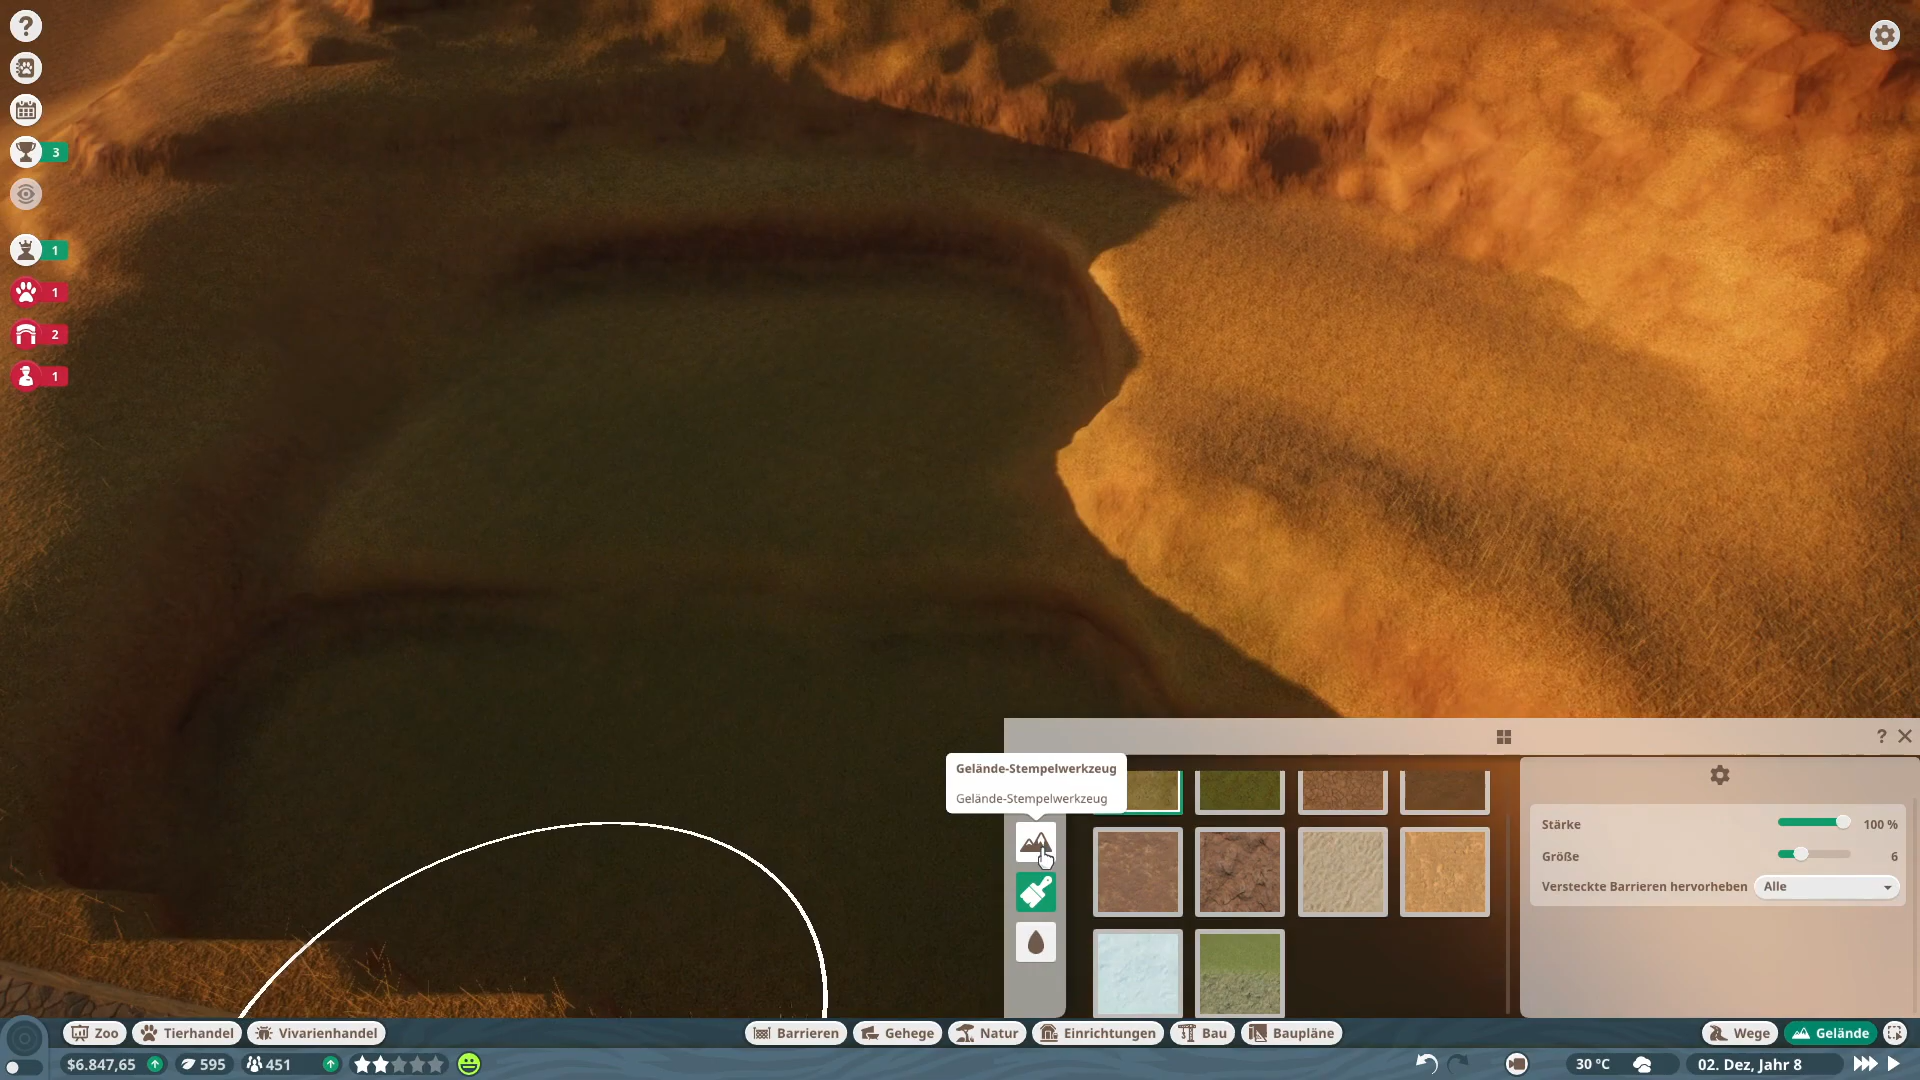 ?
3
1
1
2
1
?
Gelände-Stempelwerkzeug
Gelände-Stempelwerkzeug
Stärke 100 %
Größe 6
Versteckte Barrieren hervorheben Alle
Zoo Tierhandel Vivarienhandel Barrieren Gehege Natur Einrichtungen Bau Baupläne Wege Gelände
$6.847,65 595 451 30 °C 02. Dez, Jahr 8